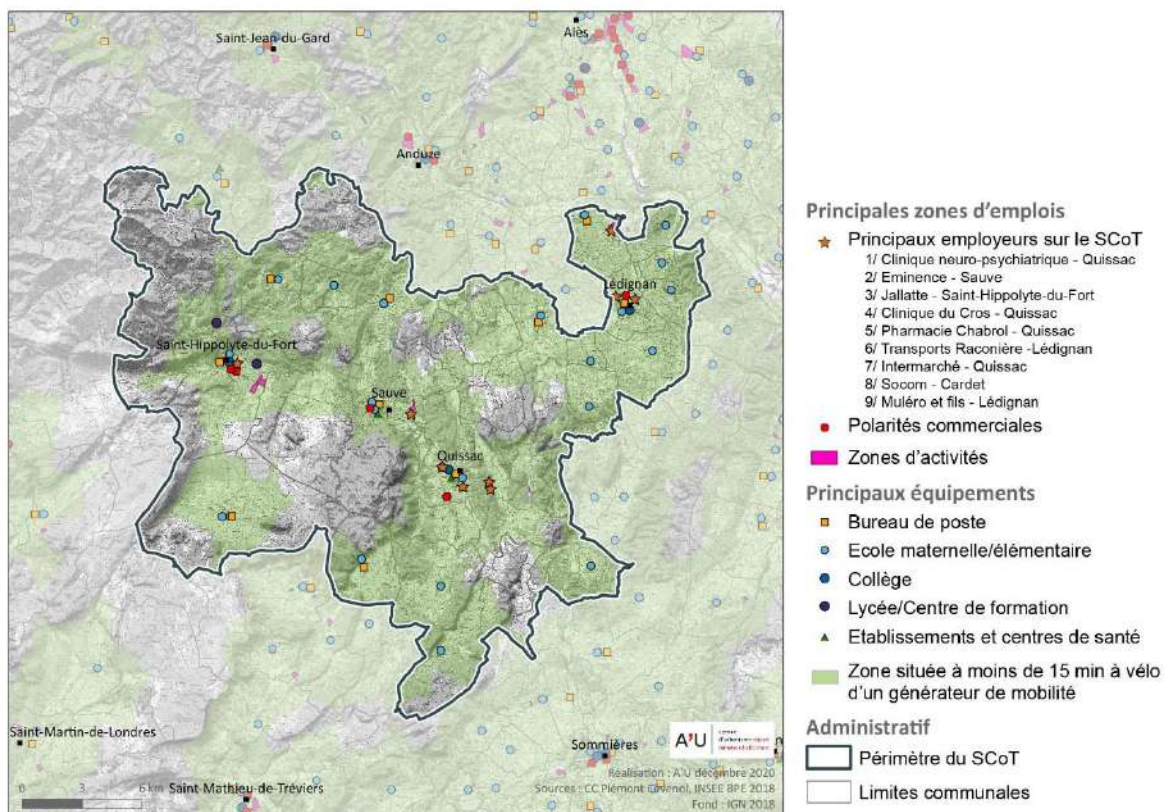 Saint-Jean-du-Gard
Alès
Anduze
Lédignan
Saint-Hippolyte-du-Fort
Sauve
Quissac
Saint-Martin-de-Londres
Sommières
Saint-Mathieu-de-Tréviers
0 3 6 km
A'U
Réalisation : A'U décembre 2020
Sources : CC Piémont Cévenol, INSEE BPE 2018
Fond : IGN 2018
Principales zones d'emplois
Principaux employeurs sur le SCoT
1/ Clinique neuro-psychiatrique - Quissac
2/ Eminence - Sauve
3/ Jallatte - Saint-Hippolyte-du-Fort
4/ Clinique du Cros - Quissac
5/ Pharmacie Chabrol - Quissac
6/ Transports Raconière -Lédignan
7/ Intermarché - Quissac
8/ Socorn - Cardet
9/ Muléro et fils - Lédignan
Polarités commerciales
Zones d'activités
Principaux équipements
Bureau de poste
Ecole maternelle/élémentaire
Collège
Lycée/Centre de formation
Etablissements et centres de santé
Zone située à moins de 15 min à vélo
d'un générateur de mobilité
Administratif
Périmètre du SCoT
Limites communales